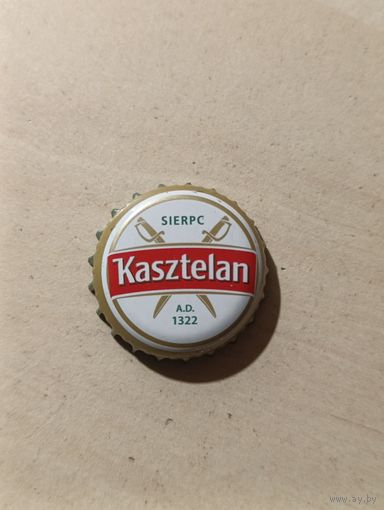 SIERPC
Kasztelan
A.D.
1322
www.ay.by